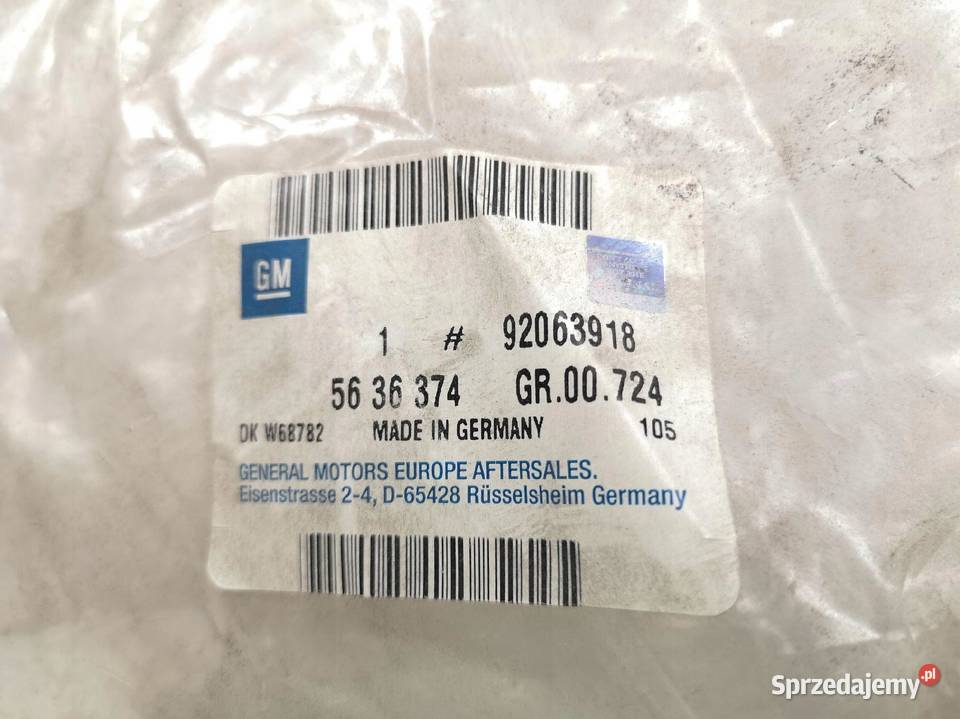 GM
1 # 92063918
56 36 374 GR.00.724
DK W68782 MADE IN GERMANY 105
GENERAL MOTORS EUROPE AFTERSALES.
Eisenstrasse 2-4, D-65428 Rüsselsheim Germany
Sprzedajemy.pl